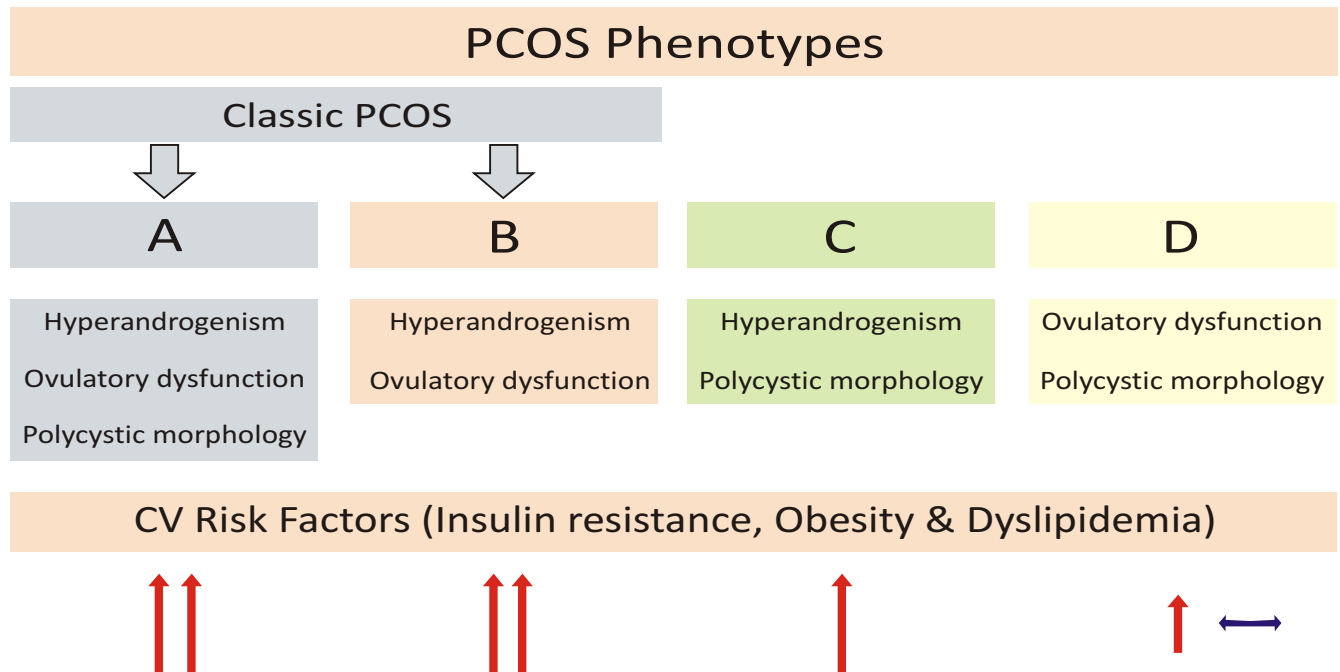 PCOS Phenotypes
Classic PCOS
A
B
C
D
Hyperandrogenism
Ovulatory dysfunction
Polycystic morphology
Hyperandrogenism
Ovulatory dysfunction
Hyperandrogenism
Polycystic morphology
Ovulatory dysfunction
Polycystic morphology
CV Risk Factors (Insulin resistance, Obesity & Dyslipidemia)